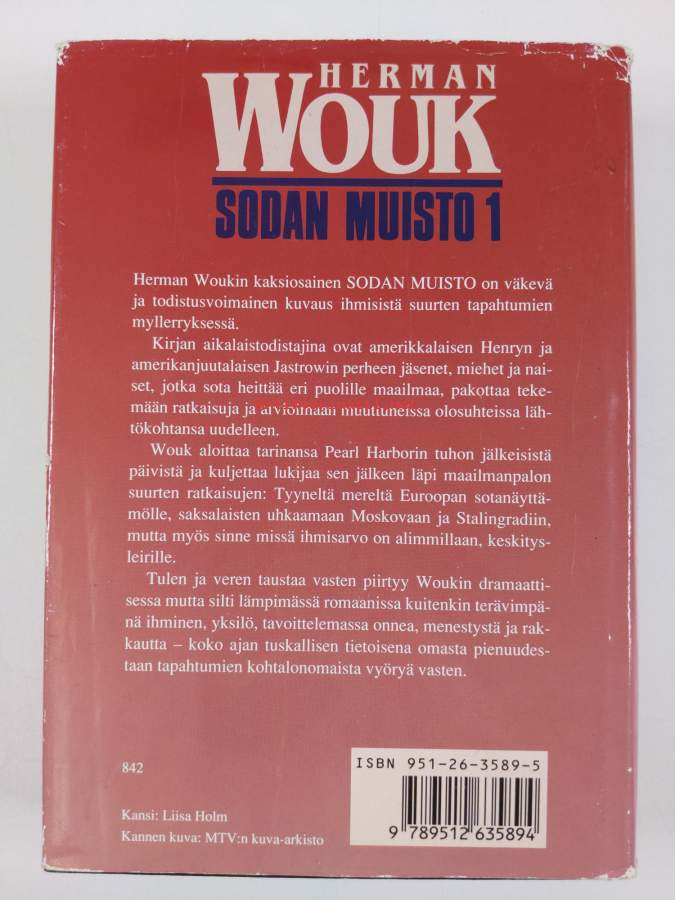 HERMAN
WOUK
SODAN MUISTO 1
Herman Woukin kaksiosainen SODAN MUISTO on väkevä
ja todistusvoimainen kuvaus ihmisistä suurten tapahtumien
myllerryksessä.
Kirjan aikalaistodistajina ovat amerikkalaisen Henryn ja
amerikanjuutalaisen Jastrowin perheen jäsenet, miehet ja nai-
set, jotka sota heittää eri puolille maailmaa, pakottaa teke-
mään ratkaisuja ja arvioimaan muuttuneissa olosuhteissa läh-
tökohtansa uudelleen.
Wouk aloittaa tarinansa Pearl Harborin tuhon jälkeisistä
päivistä ja kuljettaa lukijaa sen jälkeen läpi maailmanpalon
suurten ratkaisujen: Tyyneltä mereltä Euroopan sotanäyttä-
mölle, saksalaisten uhkaamaan Moskovaan ja Stalingradiin,
mutta myös sinne missä ihmisarvo on alimmillaan, keskitys-
leirille.
Tulen ja veren taustaa vasten piirtyy Woukin dramaatti-
sessa mutta silti lämpimässä romaanissa kuitenkin terävimpä-
nä ihminen, yksilö, tavoittelemassa onnea, menestystä ja rak-
kautta – koko ajan tuskallisen tietoisena omasta pienuudes-
taan tapahtumien kohtalonomaista vyöryä vasten.
842
Kansi: Liisa Holm
Kannen kuva: MTV:n kuva-arkisto
ISBN 951-26-3589-5
9 789512 635894